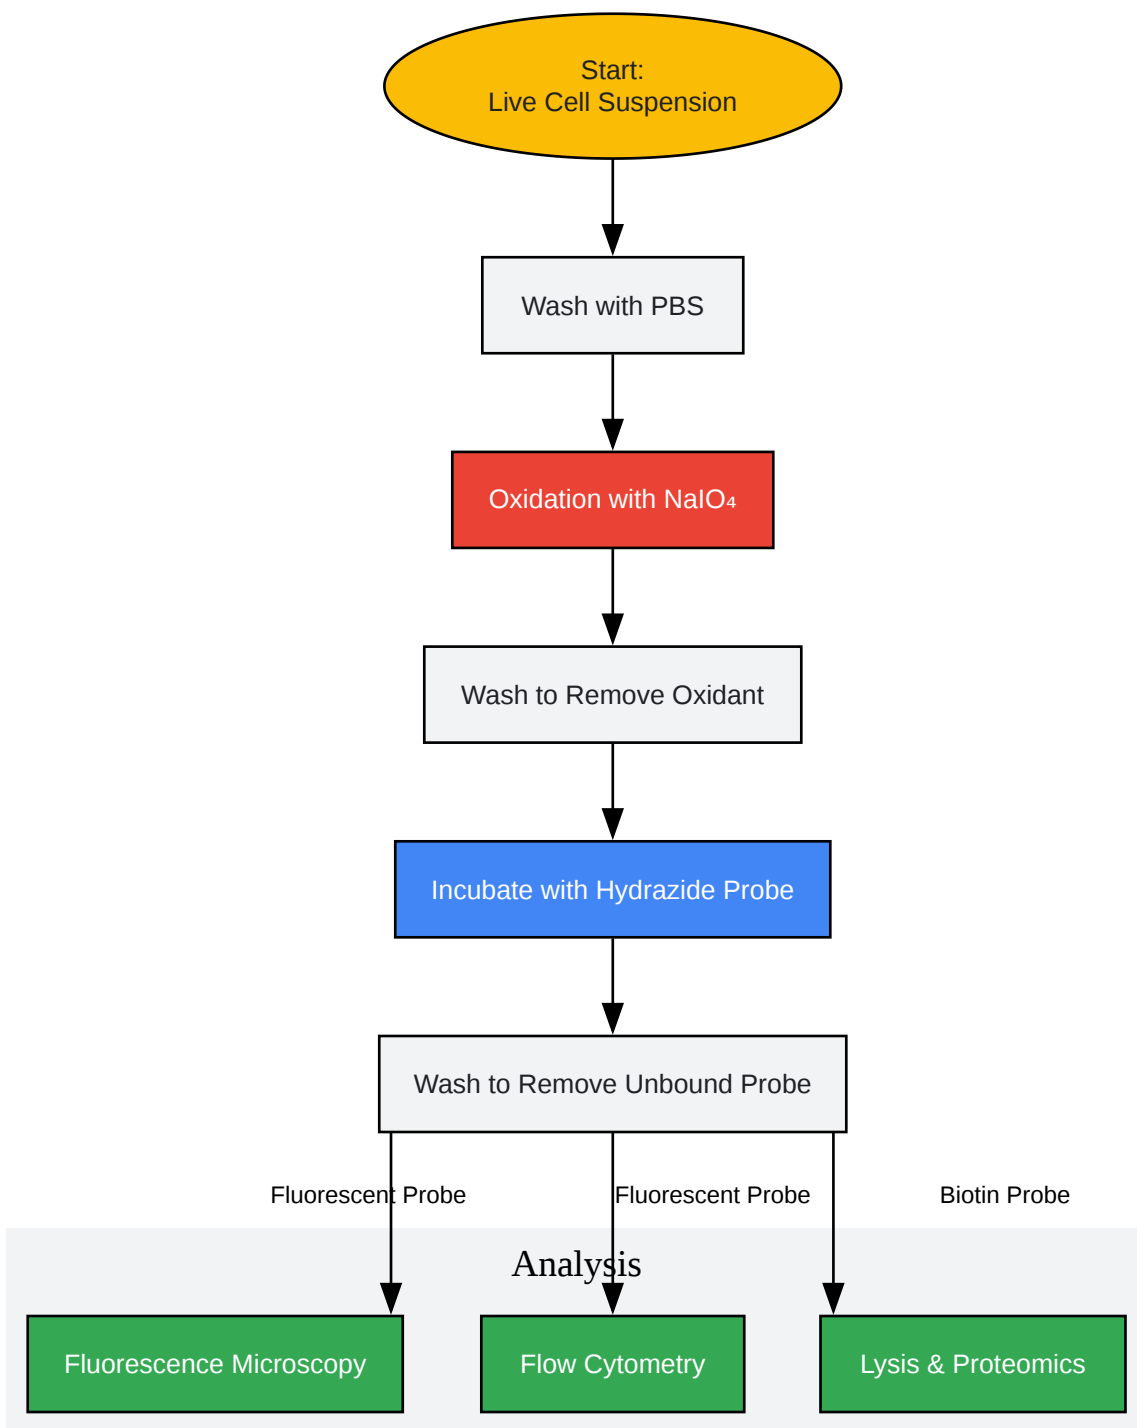 Start:
Live Cell Suspension
Wash with PBS
Oxidation with NaIO₄
Wash to Remove Oxidant
Incubate with Hydrazide Probe
Wash to Remove Unbound Probe
Fluorescent Probe
Fluorescent Probe
Biotin Probe
Analysis
Fluorescence Microscopy
Flow Cytometry
Lysis & Proteomics